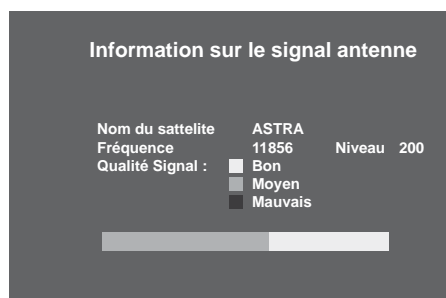 Information sur le signal antenne
Nom du sattelite ASTRA
Fréquence 11856 Niveau 200
Qualité Signal : Bon
Moyen
Mauvais